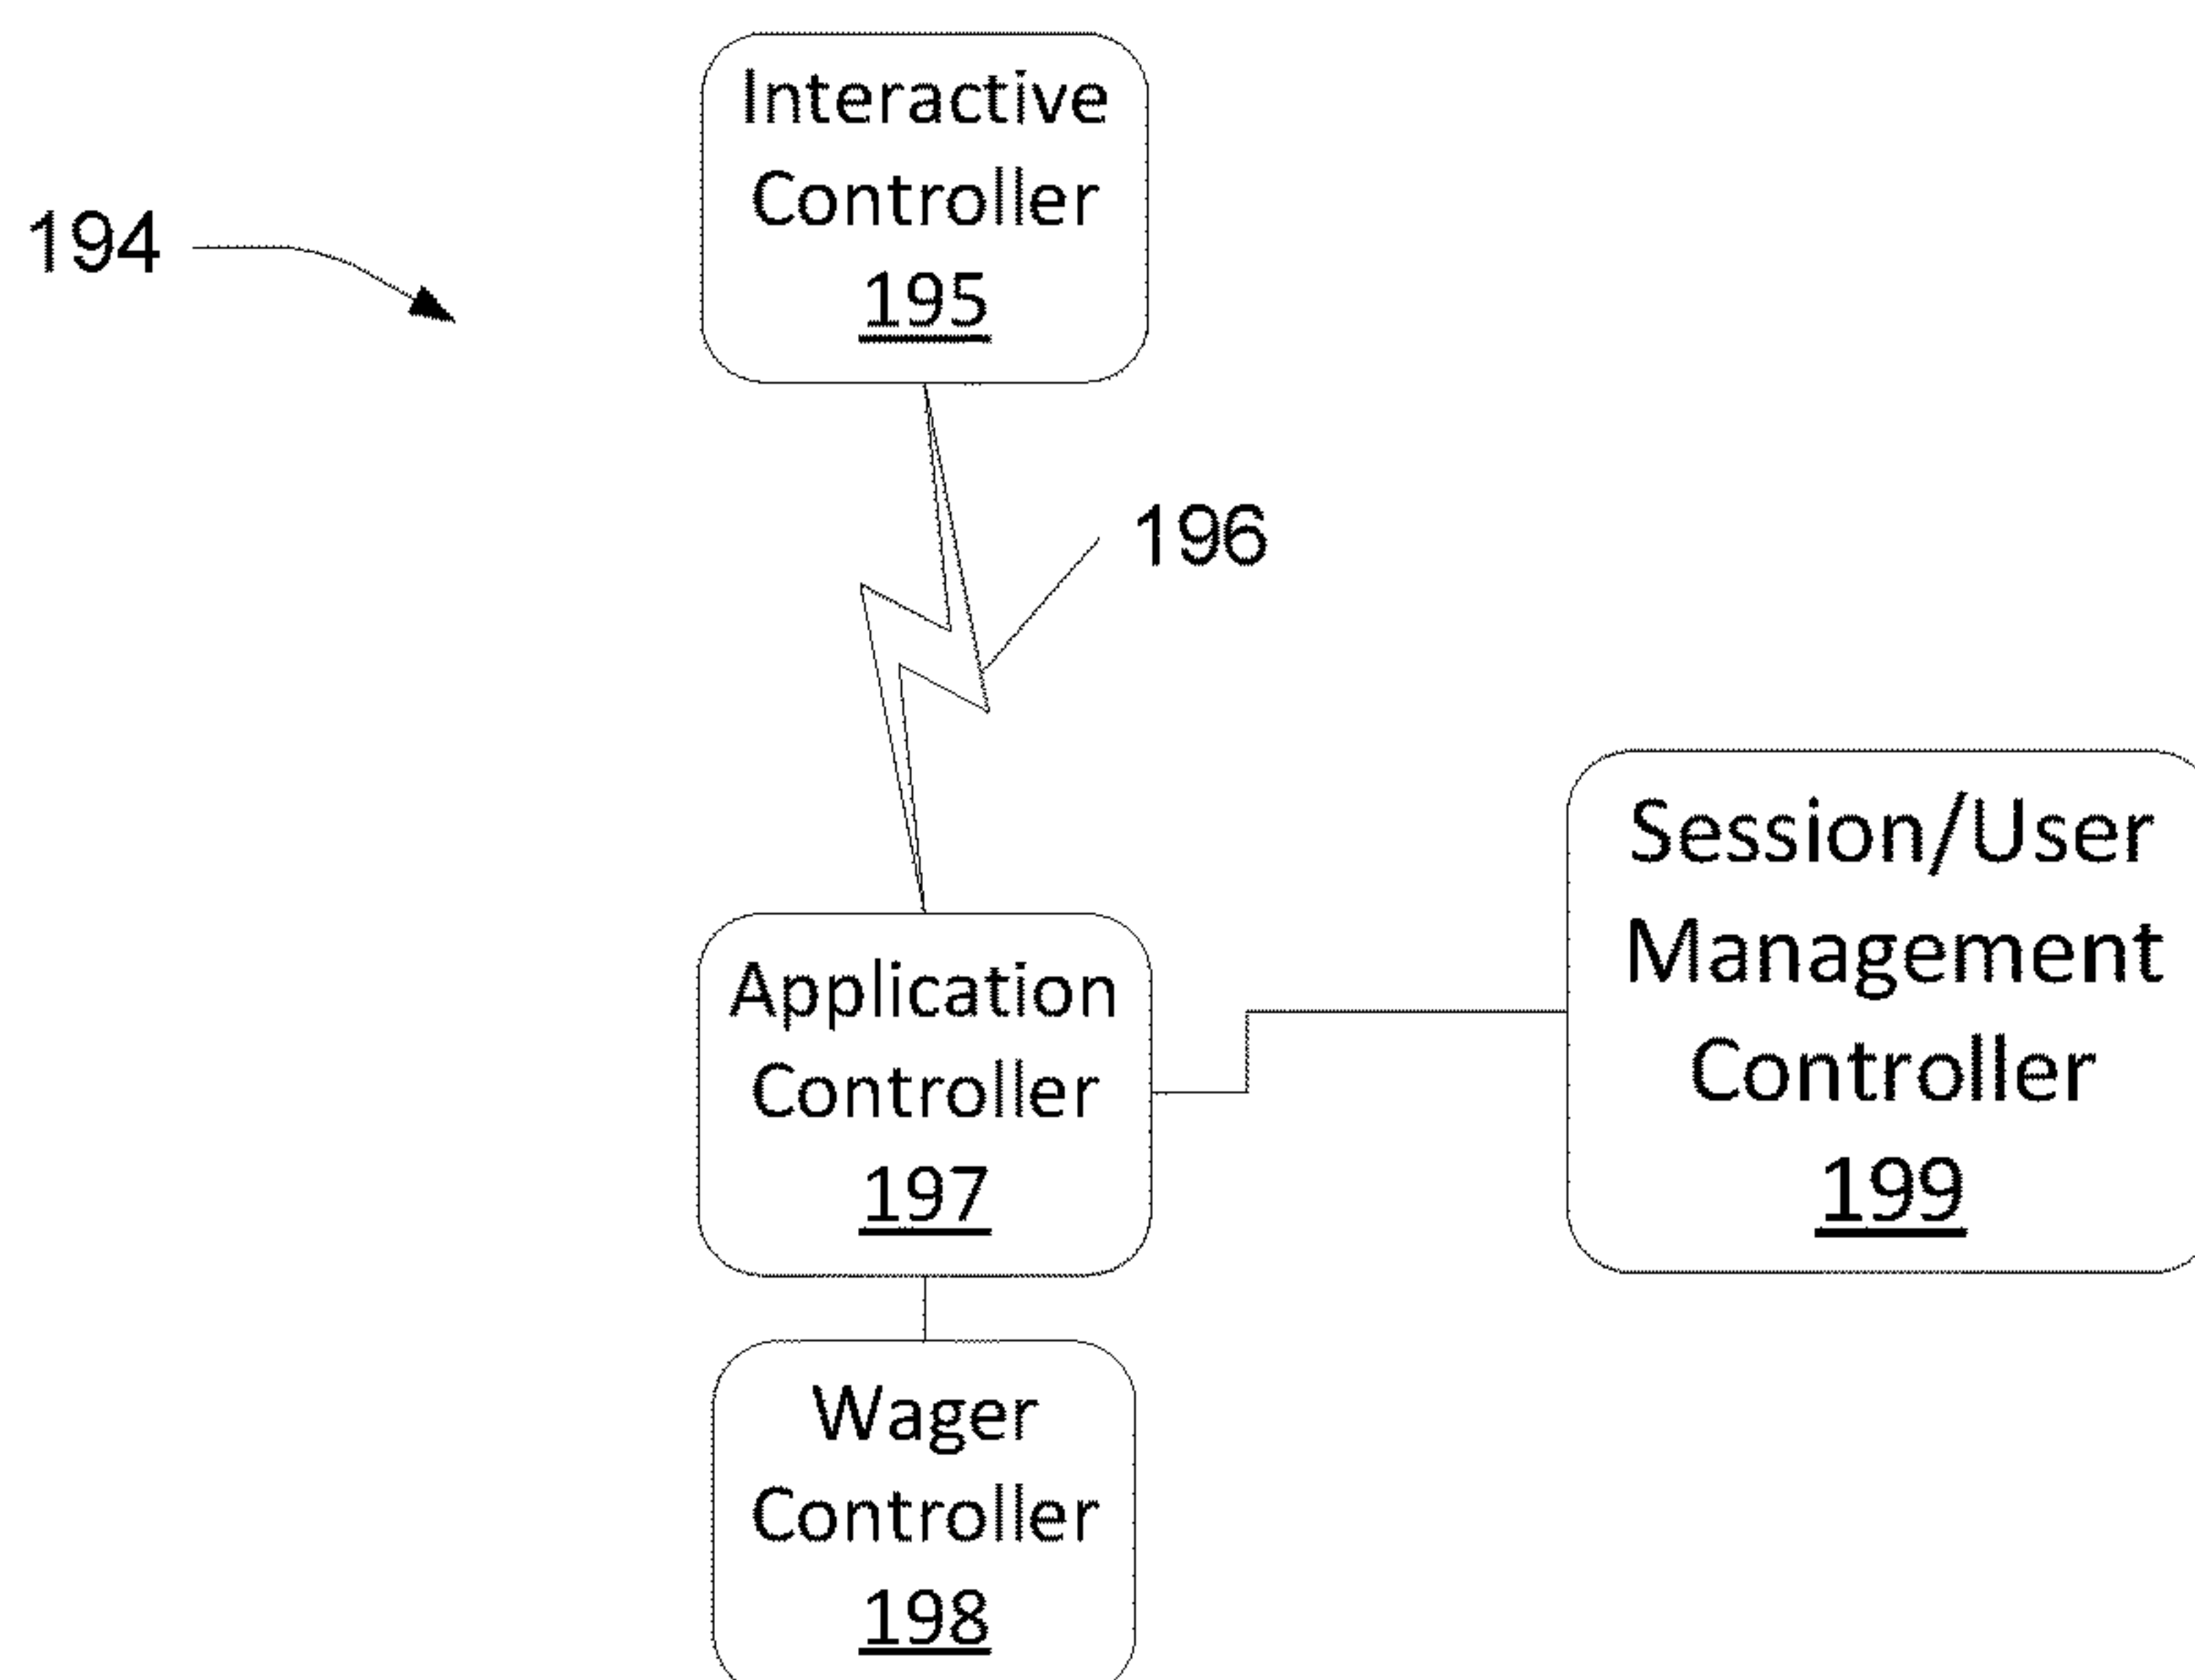 Interactive
Controller
195
194
196
Application
Controller
197
Session/User
Management
Controller
199
Wager
Controller
198